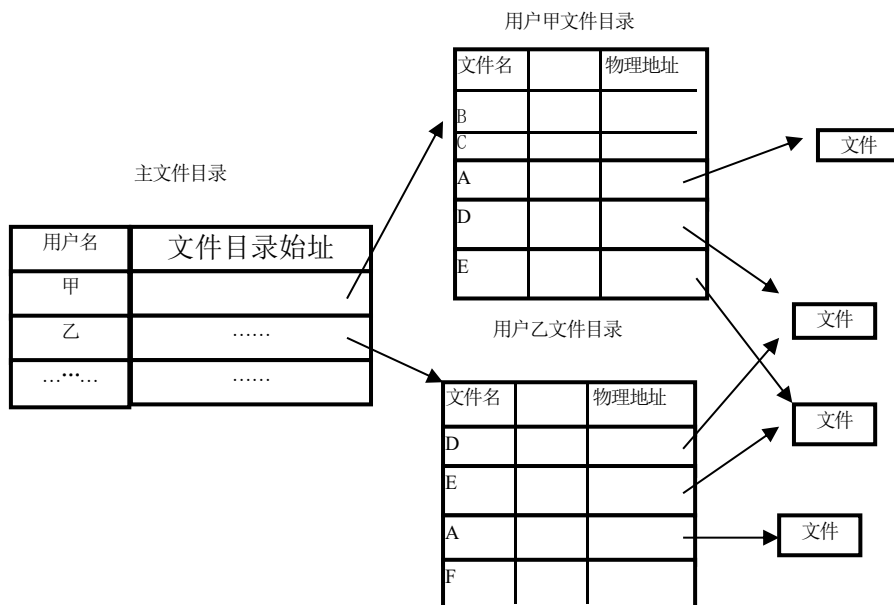 用户甲文件目录
文件名 物理地址
B
C
A
D
E
文件
文件
文件
文件
主文件目录
用户名 文件目录始址
甲
乙 ……
…… ……
用户乙文件目录
文件名 物理地址
D
E
A
F